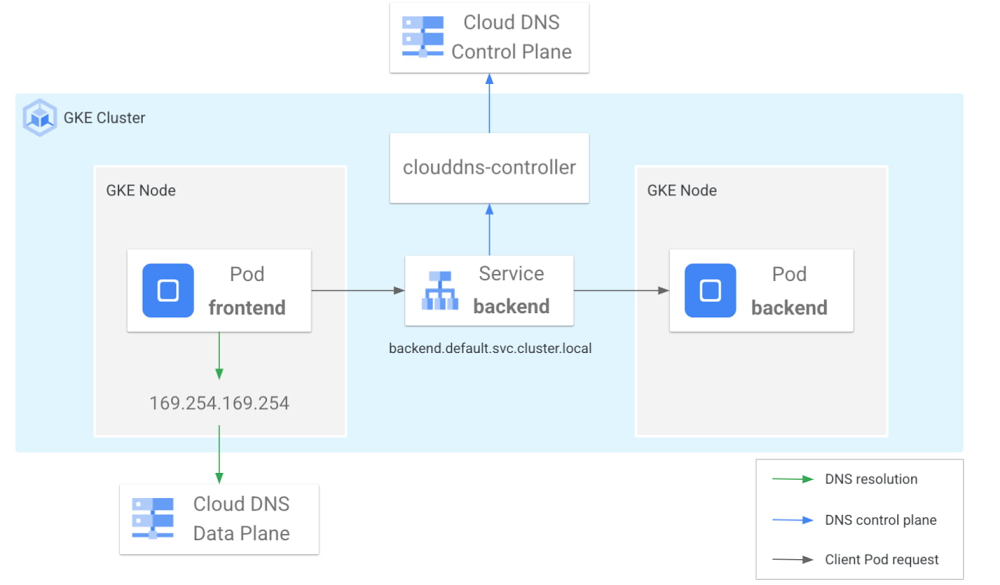 Cloud DNS
Control Plane
GKE Cluster
clouddns-controller
GKE Node
GKE Node
Pod
frontend
Service
backend
Pod
backend
backend.default.svc.cluster.local
169.254.169.254
Cloud DNS
Data Plane
DNS resolution
DNS control plane
Client Pod request